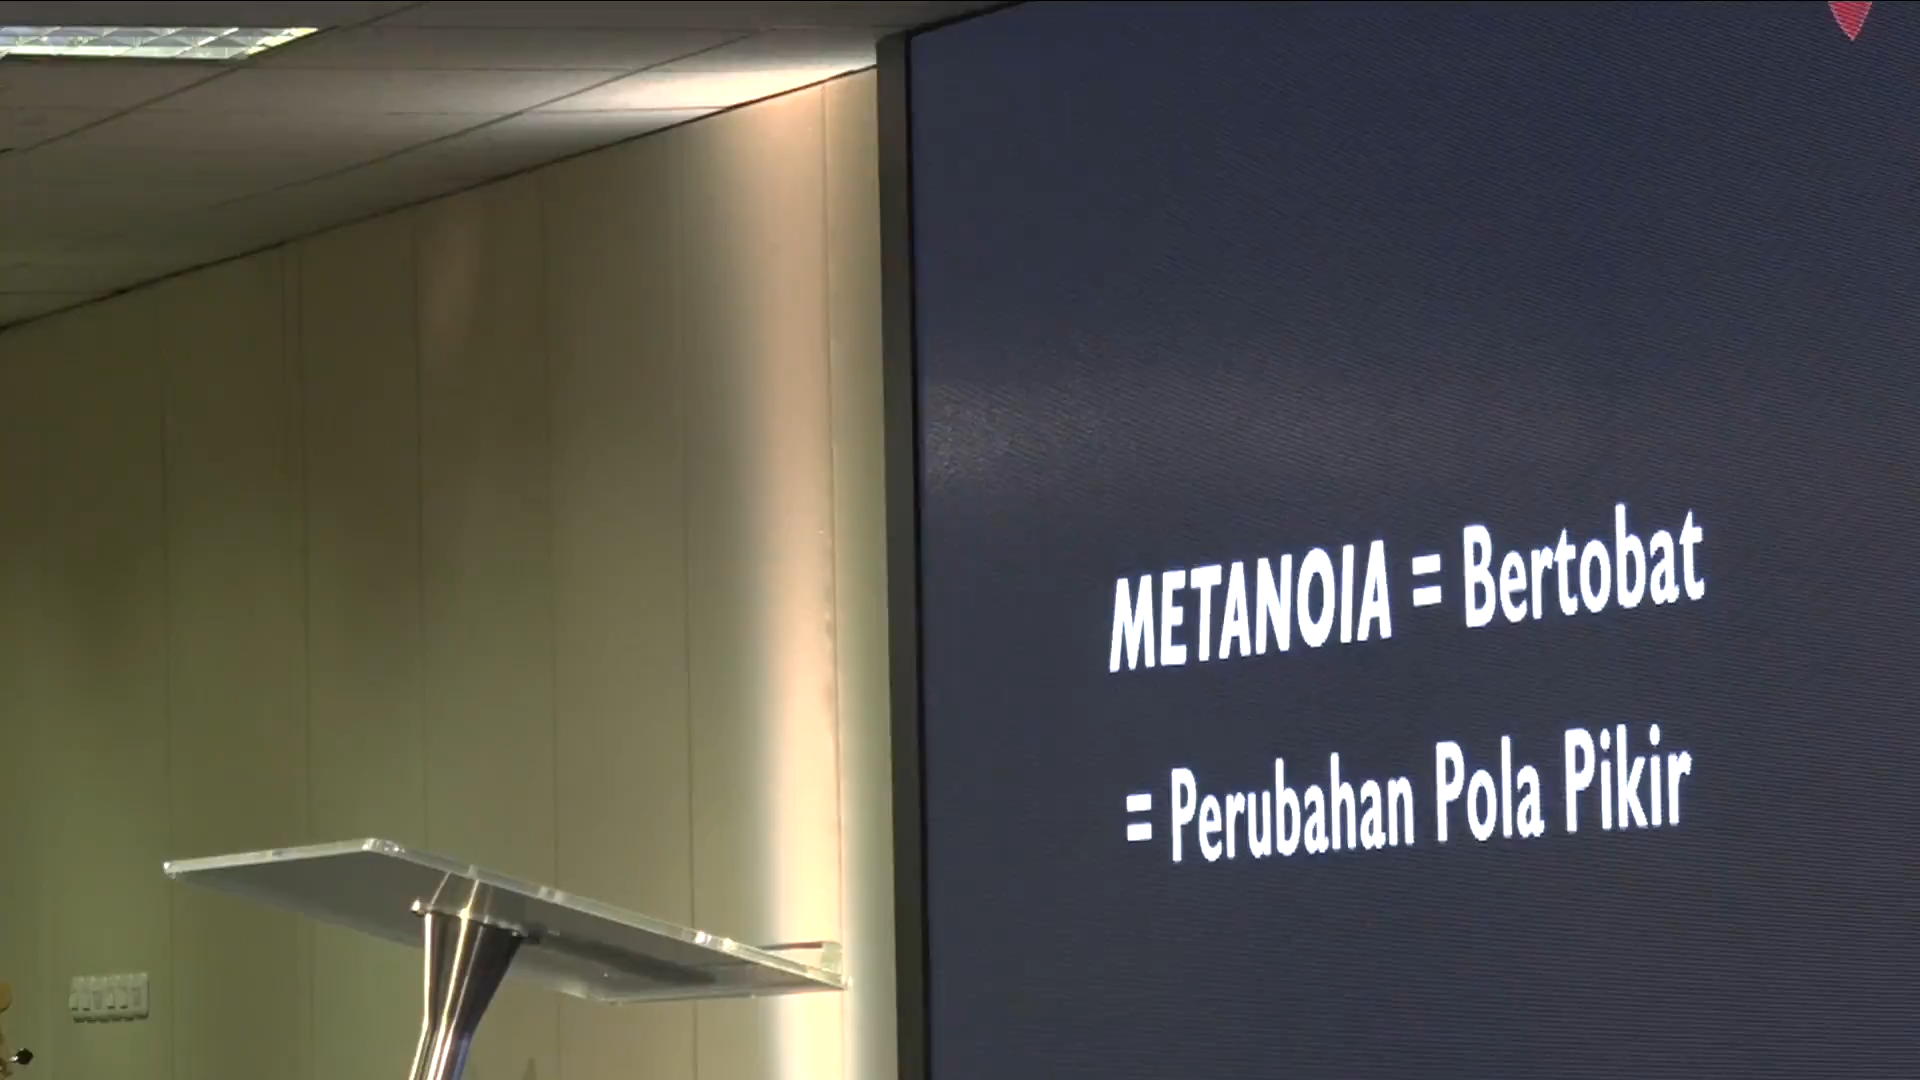 METANOIA = Bertobat
= Perubahan Pola Pikir